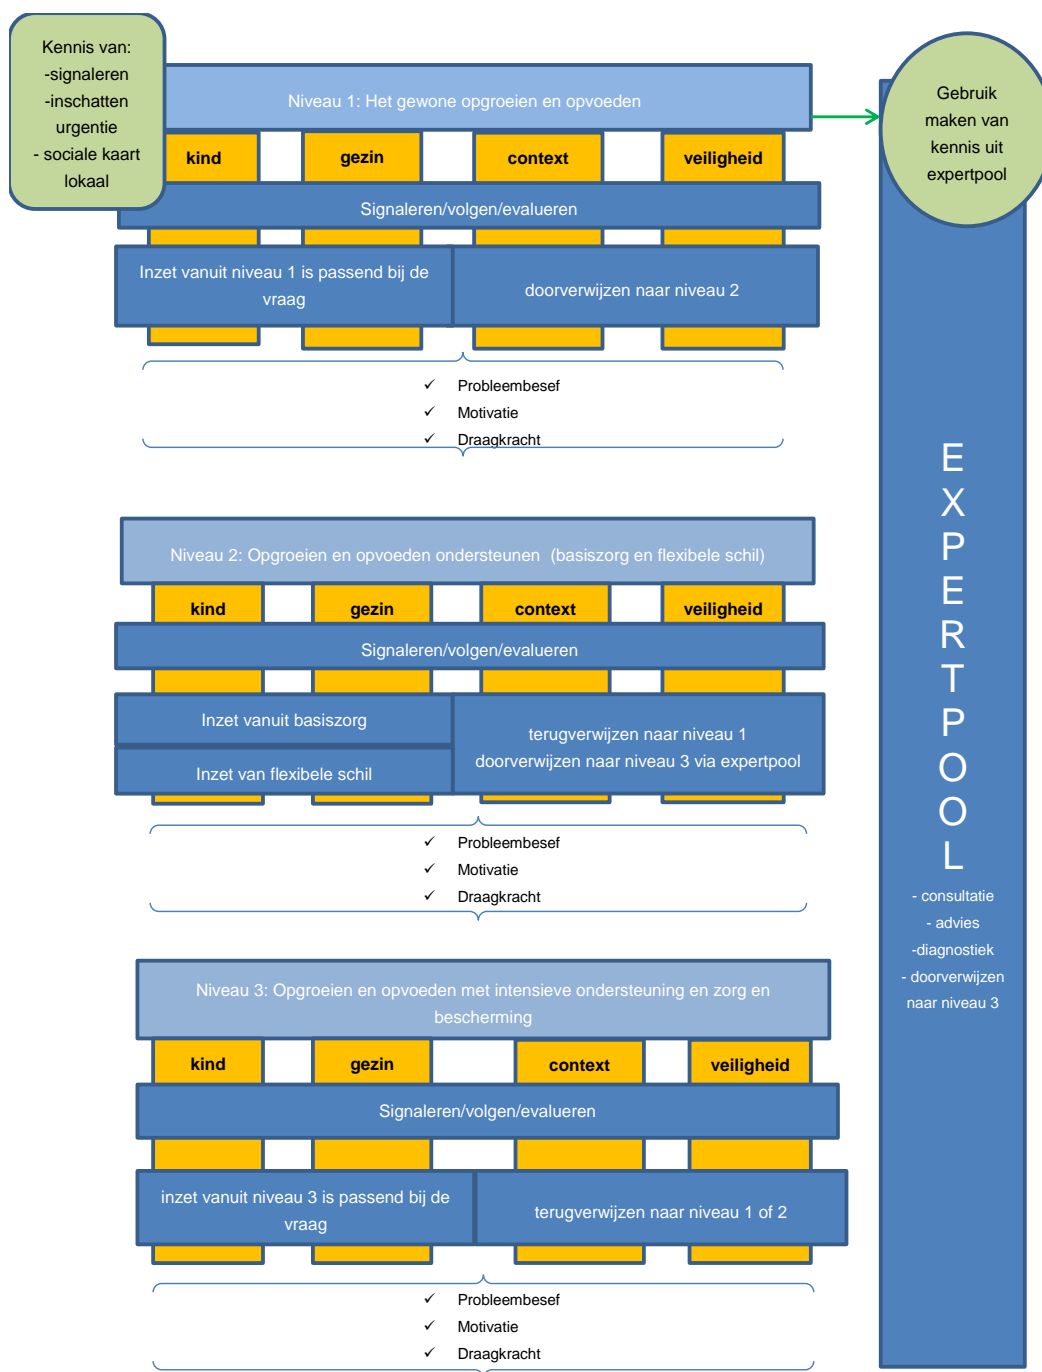 Kennis van:
-signaleren
-inschatten
urgentie
- sociale kaart
lokaal
Niveau 1: Het gewone opgroeien en opvoeden
Gebruik
maken van
kennis uit
expertpool
kind gezin context veiligheid
Signaleren/volgen/evalueren
Inzet vanuit niveau 1 is passend bij de
vraag
doorverwijzen naar niveau 2
✓ Probleembesef
✓ Motivatie
✓ Draagkracht
Niveau 2: Opgroeien en opvoeden ondersteunen (basiszorg en flexibele schil)
kind gezin context veiligheid
Signaleren/volgen/evalueren
Inzet vanuit basiszorg
Inzet van flexibele schil
terugverwijzen naar niveau 1
doorverwijzen naar niveau 3 via expertpool
✓ Probleembesef
✓ Motivatie
✓ Draagkracht
Niveau 3: Opgroeien en opvoeden met intensieve ondersteuning en zorg en
bescherming
kind gezin context veiligheid
Signaleren/volgen/evalueren
inzet vanuit niveau 3 is passend bij de
vraag
terugverwijzen naar niveau 1 of 2
✓ Probleembesef
✓ Motivatie
✓ Draagkracht
E
X
P
E
R
T
P
O
O
L
- consultatie
- advies
-diagnostiek
- doorverwijzen
naar niveau 3